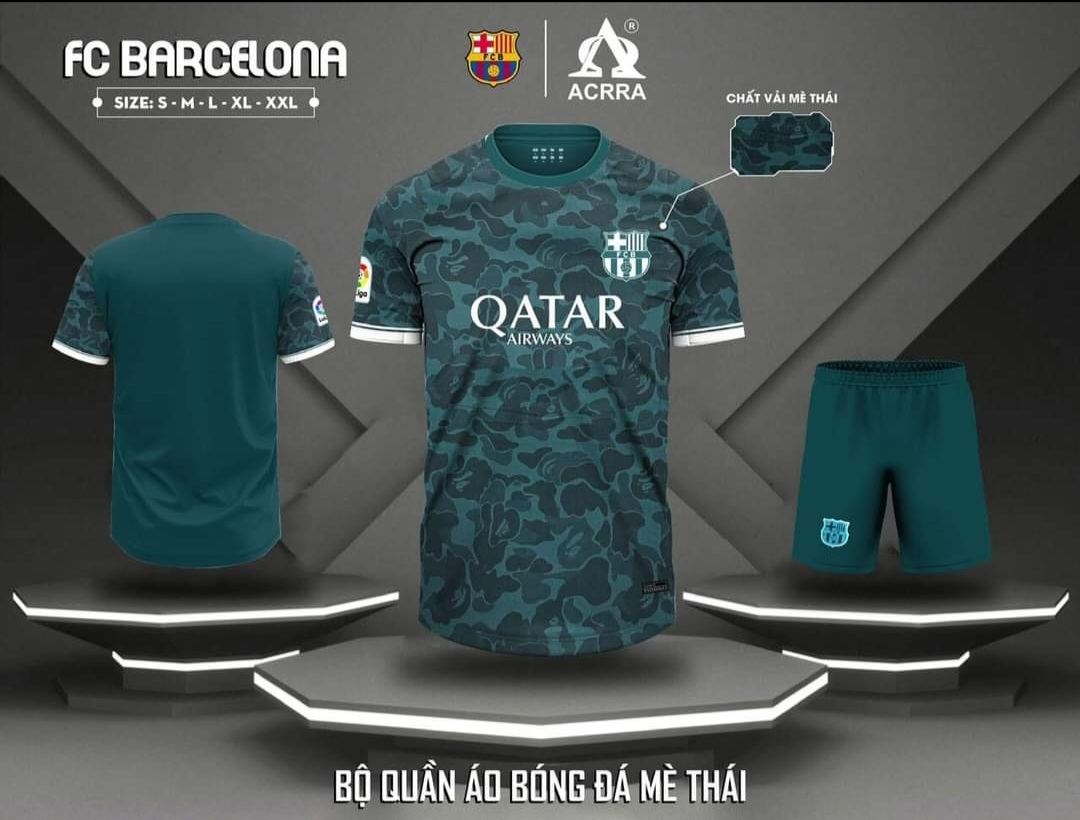 FC BARCELONA
SIZE: S - M - L - XL - XXL
FCB
®
ACRRA
CHẤT VẢI MÈ THÁI
FCB
QATAR
AIRWAYS
BỘ QUẦN ÁO BÓNG ĐÁ MÈ THÁI